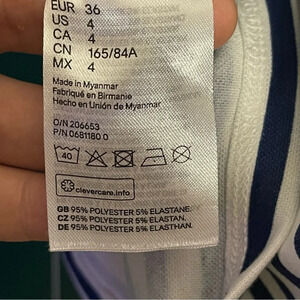 EUR 36
US 4
CA 4
CN 165/84A
MX 4
Made in Myanmar
Fabriqué en Birmanie
Hecho en Unión de Myanmar
O/N 206653
P/N 0681180 0
40
clevercare.info
GB 95% POLYESTER 5% ELASTANE.
CZ 95% POLYESTER 5% ELASTAN.
DE 95% POLYESTER 5% ELASTHAN.